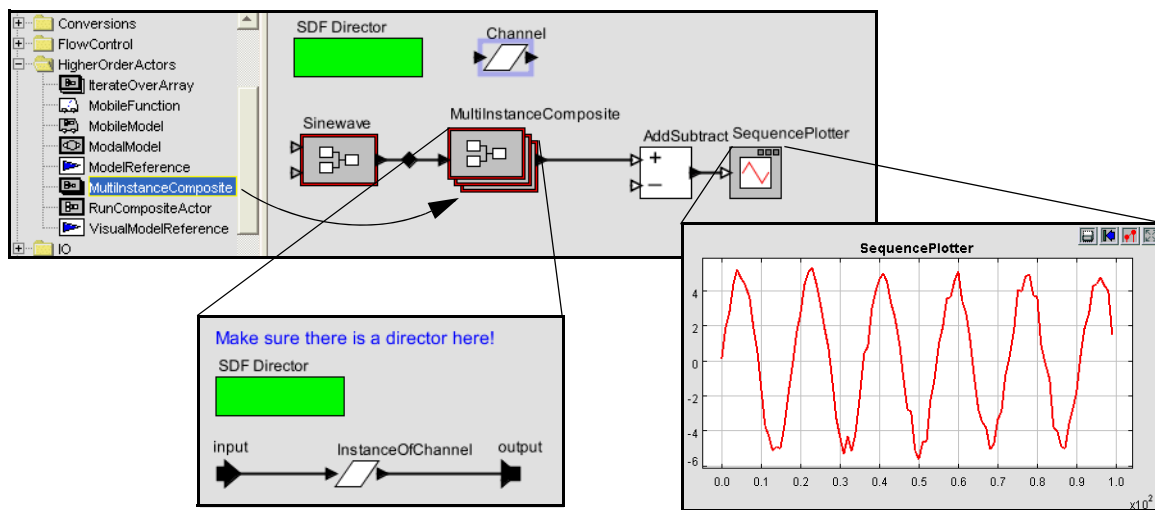 Conversions
FlowControl
HigherOrderActors
IterateOverArray
MobileFunction
MobileModel
ModalModel
ModelReference
MultiInstanceComposite
RunCompositeActor
VisualModelReference
IO
SDF Director
Channel
Sinewave
MultiInstanceComposite
AddSubtract
SequencePlotter
+
−
Make sure there is a director here!
SDF Director
input
InstanceOfChannel
output
SequencePlotter
4
2
0
-2
-4
-6
0.0 0.1 0.2 0.3 0.4 0.5 0.6 0.7 0.8 0.9 1.0
x10²